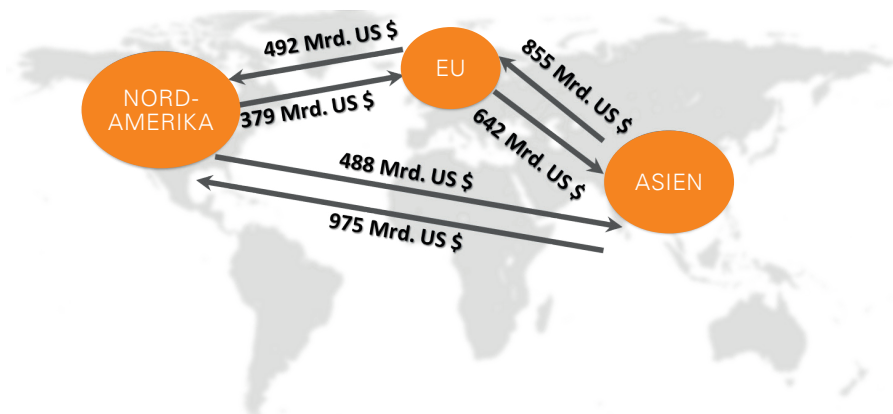 492 Mrd. US $
EU
855 Mrd. US $
NORD-
AMERIKA
379 Mrd. US $
642 Mrd. US $
488 Mrd. US $
ASIEN
975 Mrd. US $